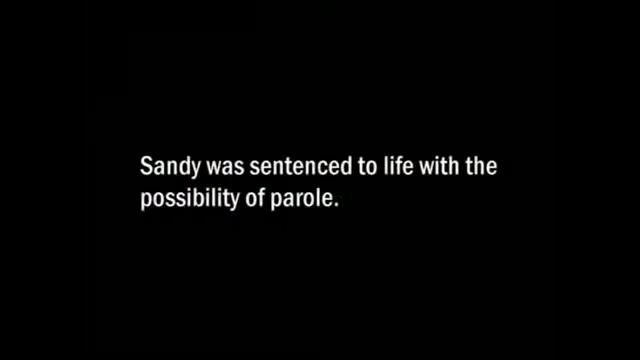 Sandy was sentenced to life with the
possibility of parole.